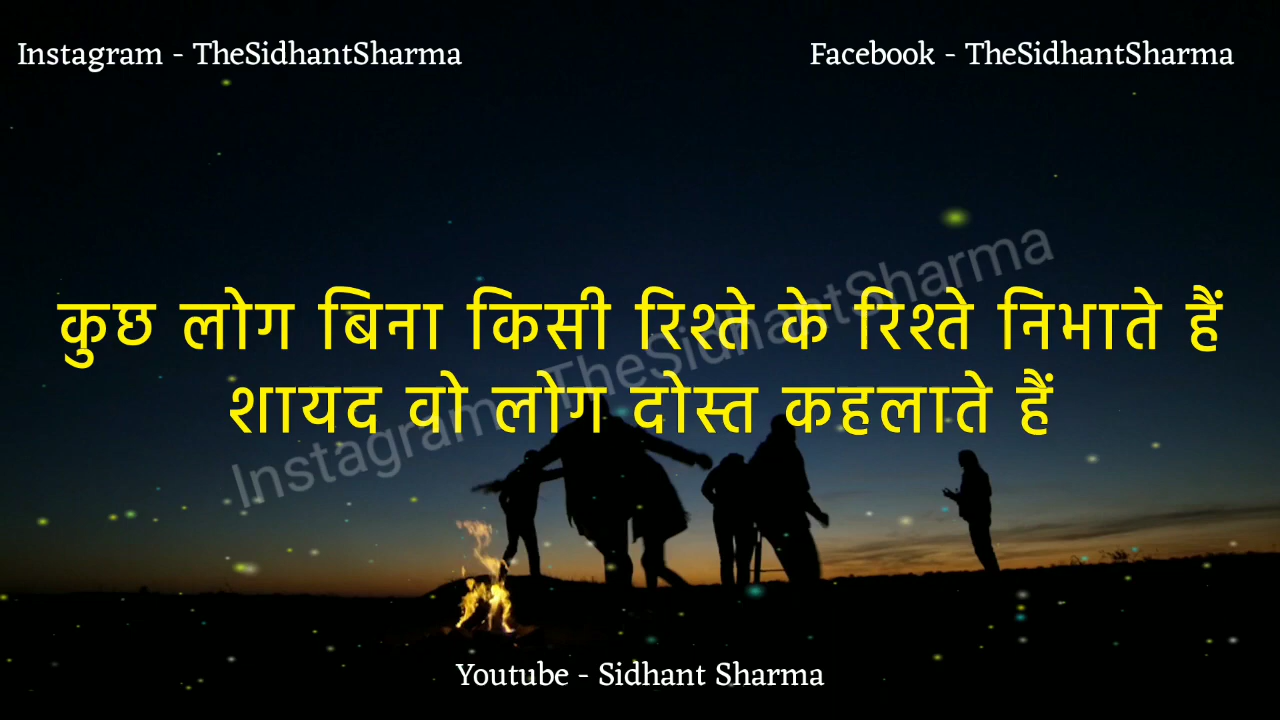 Instagram - TheSidhantSharma
Facebook - TheSidhantSharma
कुछ लोग बिना किसी रिश्ते के रिश्ते निभाते हैं
शायद वो लोग दोस्त कहलाते हैं
Instagram - TheSidhantSharma
Youtube - Sidhant Sharma